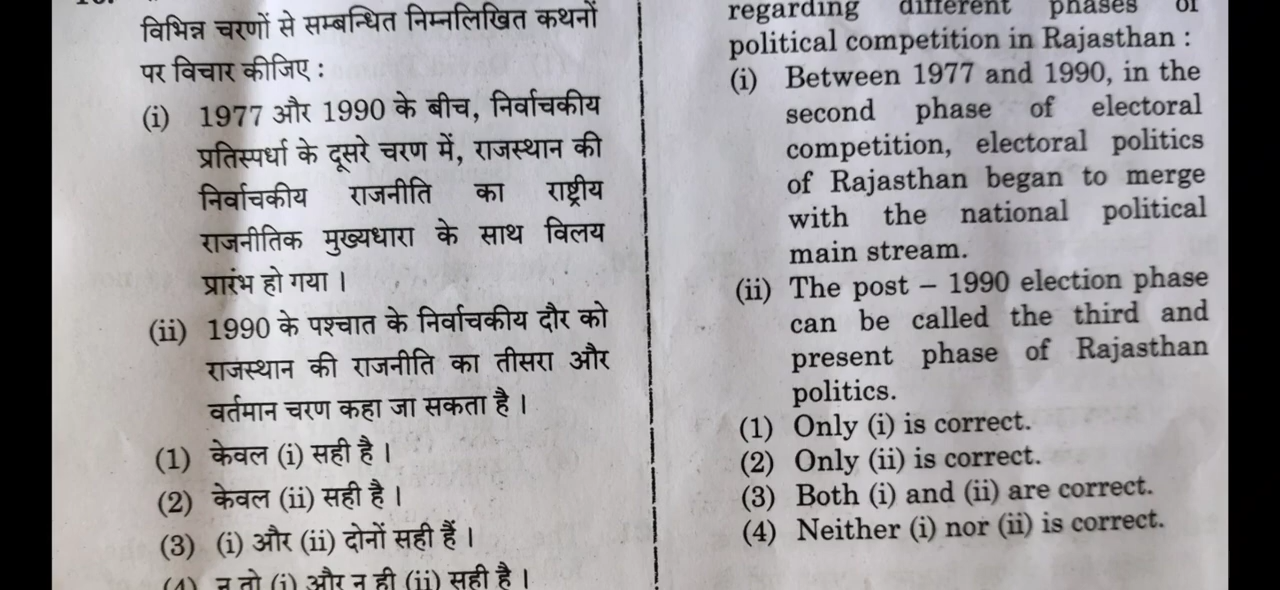 विभिन्न चरणों से सम्बन्धित निम्नलिखित कथनों
पर विचार कीजिए :
(i) 1977 और 1990 के बीच, निर्वाचकीय
प्रतिस्पर्धा के दूसरे चरण में, राजस्थान की
निर्वाचकीय राजनीति का राष्ट्रीय
राजनीतिक मुख्यधारा के साथ विलय
प्रारंभ हो गया ।
(ii) 1990 के पश्चात के निर्वाचकीय दौर को
राजस्थान की राजनीति का तीसरा और
वर्तमान चरण कहा जा सकता है ।
(1) केवल (i) सही है ।
(2) केवल (ii) सही है ।
(3) (i) और (ii) दोनों सही हैं ।
(4) न तो (i) और न ही (ii) सही है ।
regarding different phases of
political competition in Rajasthan :
(i) Between 1977 and 1990, in the
second phase of electoral
competition, electoral politics
of Rajasthan began to merge
with the national political
main stream.
(ii) The post – 1990 election phase
can be called the third and
present phase of Rajasthan
politics.
(1) Only (i) is correct.
(2) Only (ii) is correct.
(3) Both (i) and (ii) are correct.
(4) Neither (i) nor (ii) is correct.